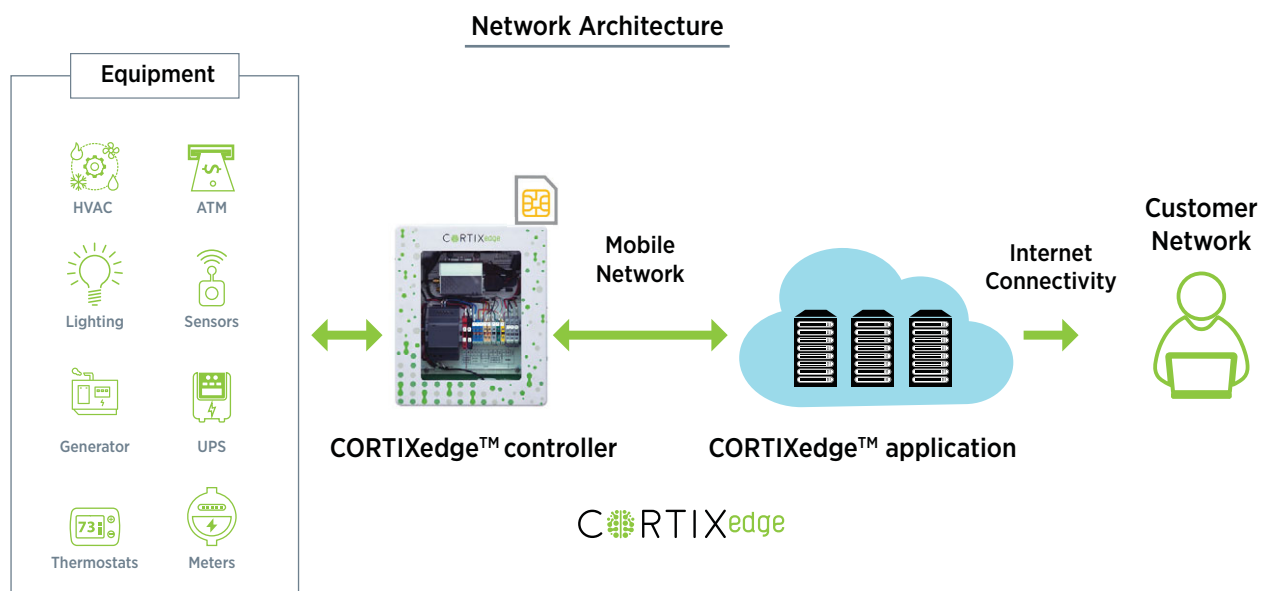 Network Architecture
Equipment
HVAC
ATM
Lighting
Sensors
Generator
UPS
73
Thermostats
Meters
CORTIXedge
CORTIXedge™ controller
Mobile
Network
CORTIXedge™ application
Internet
Connectivity
Customer
Network
CORTIXedge